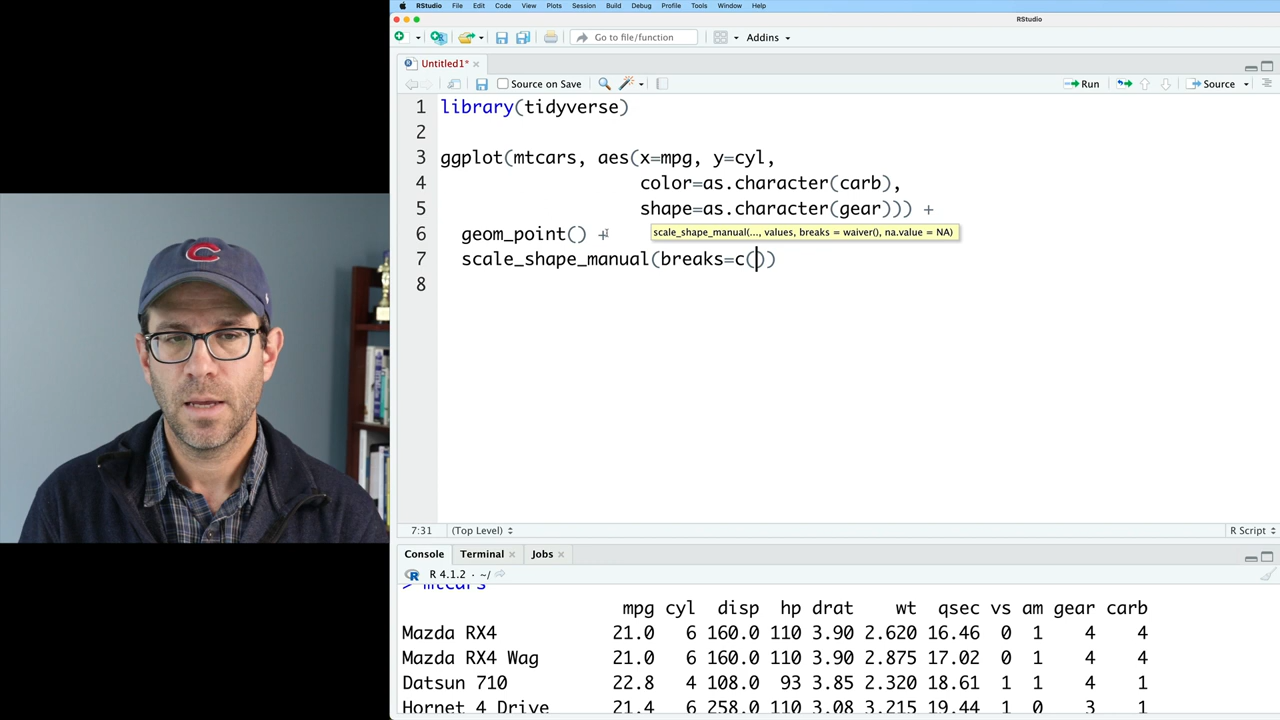 RStudio File Edit Code View Plots Session Build Debug Profile Tools Window Help
RStudio
Go to file/function Addins
Untitled1*
Source on Save Run Source
1 library(tidyverse)
2
3 ggplot(mtcars, aes(x=mpg, y=cyl,
4 color=as.character(carb),
5 shape=as.character(gear))) +
6 geom_point() +
scale_shape_manual(..., values, breaks = waiver(), na.value = NA)
7 scale_shape_manual(breaks=c())
8
7:31 (Top Level) R Script
Console Terminal Jobs
R 4.1.2 · ~/
> mtcars
mpg cyl disp hp drat wt qsec vs am gear carb
Mazda RX4 21.0 6 160.0 110 3.90 2.620 16.46 0 1 4 4
Mazda RX4 Wag 21.0 6 160.0 110 3.90 2.875 17.02 0 1 4 4
Datsun 710 22.8 4 108.0 93 3.85 2.320 18.61 1 1 4 1
Hornet 4 Drive 21.4 6 258.0 110 3.08 3.215 19.44 1 0 3 1